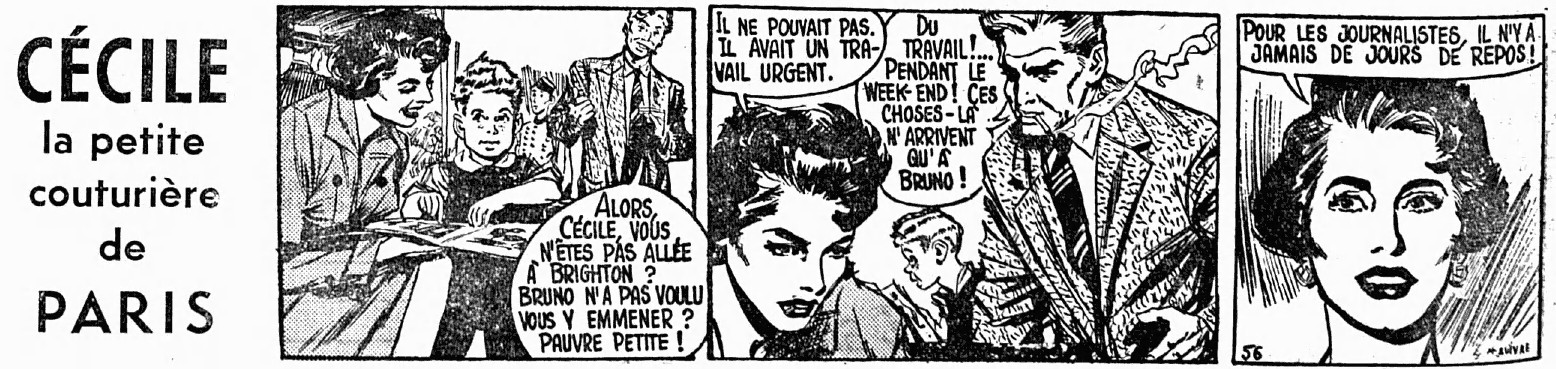 CÉCILE
la petite
couturière
de
PARIS
ALORS,
CÉCILE, VOUS
N'ÊTES PAS ALLÉE
À BRIGHTON ?
BRUNO N'A PAS VOULU
VOUS Y EMMENER ?
PAUVRE PETITE !
IL NE POUVAIT PAS.
IL AVAIT UN TRA-
VAIL URGENT.
DU
TRAVAIL !...
PENDANT LE
WEEK-END ! CES
CHOSES-LÀ
N'ARRIVENT
QU'À
BRUNO !
POUR LES JOURNALISTES, IL N'Y A
JAMAIS DE JOURS DE REPOS !
56